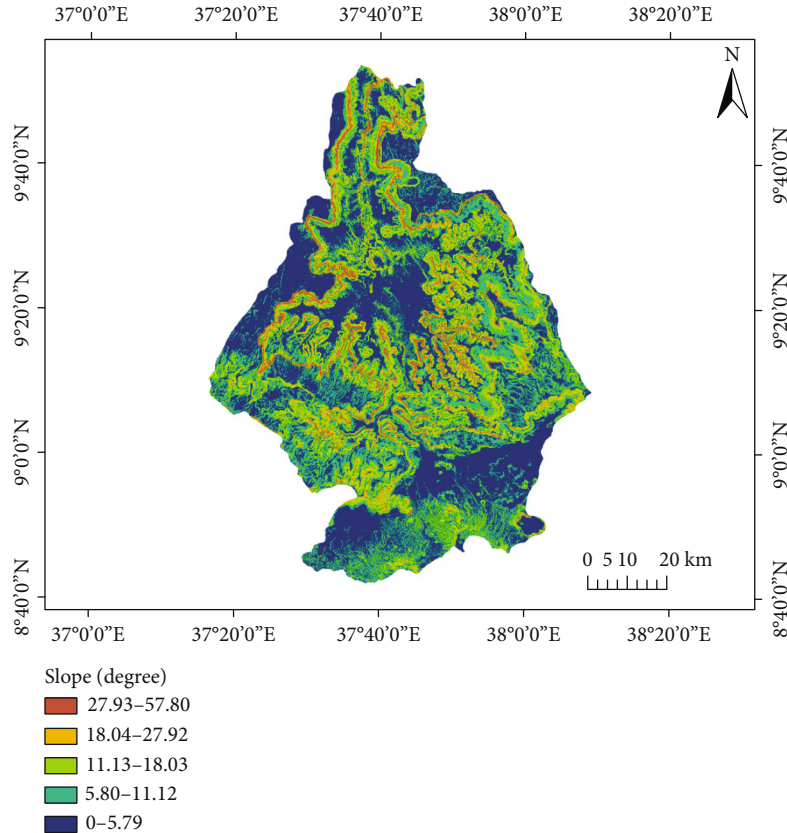 37°0'0”E 37°20'0”E 37°40'0”E 38°0'0”E 38°20'0”E
N
9°40'0”N 9°40'0”N
9°20'0”N 9°20'0”N
9°0'0”N 9°0'0”N
0 5 10 20 km
8°40'0”N 8°40'0”N
37°0'0”E 37°20'0”E 37°40'0”E 38°0'0”E 38°20'0”E
Slope (degree)
27.93–57.80
18.04–27.92
11.13–18.03
5.80–11.12
0–5.79